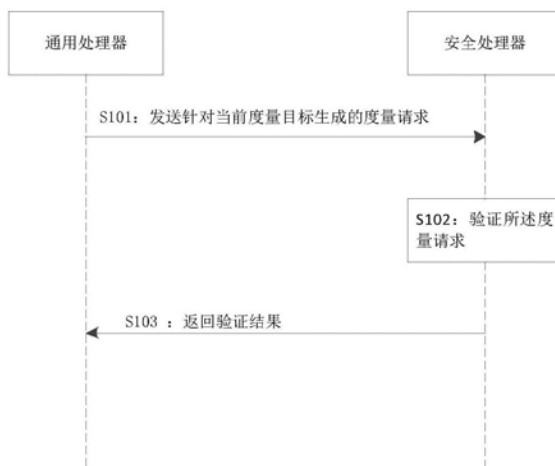 通用处理器
安全处理器
S101：发送针对当前度量目标生成的度量请求
S102：验证所述度
量请求
S103 ：返回验证结果